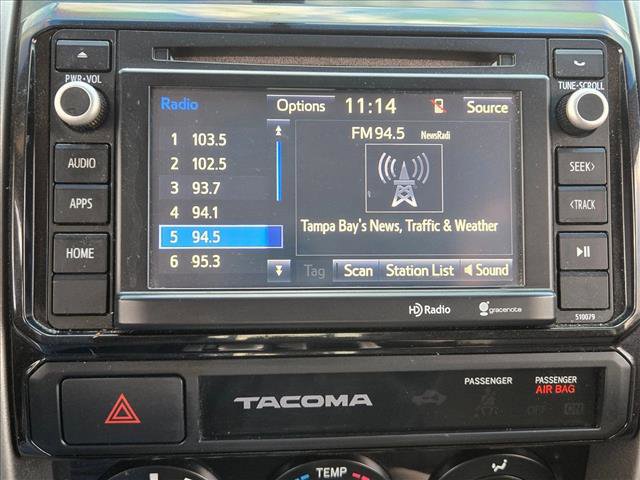 PWR•VOL
TUNE•SCROLL
AUDIO
APPS
HOME
SEEK>
<TRACK
510079
Radio Options 11:14 Source
1 103.5
2 102.5
3 93.7
4 94.1
5 94.5
6 95.3
FM 94.5 NewsRadi
Tampa Bay's News, Traffic & Weather
Tag Scan Station List Sound
HD Radio gracenote
TACOMA
PASSENGER
PASSENGER
AIR BAG
OFF ON
TEMP